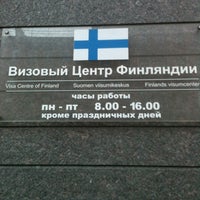 Визовый Центр Финляндии
Visa Centre of Finland Suomen viisumikeskus Finlands visumcenter
часы работы
пн - пт 8.00 - 16.00
кроме праздничных дней